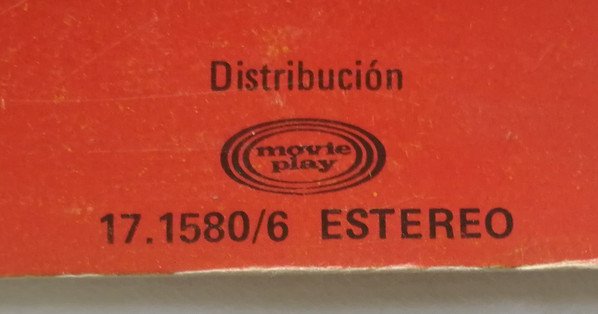 Distribución
movie
play
17.1580/6 ESTEREO